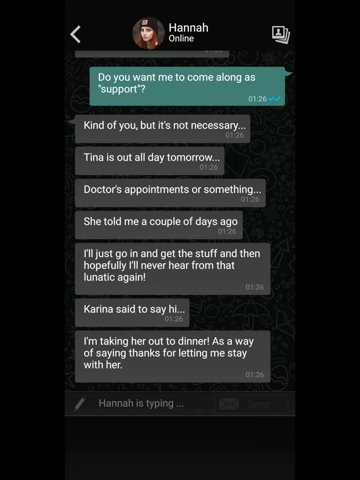 Hannah
Online
01:26
Do you want me to come along as
"support"?
01:26
Kind of you, but it's not necessary...
01:26
Tina is out all day tomorrow...
01:26
Doctor's appointments or something...
01:26
She told me a couple of days ago
01:26
I'll just go in and get the stuff and then
hopefully I'll never hear from that
lunatic again!
01:26
Karina said to say hi...
01:26
I'm taking her out to dinner! As a way
of saying thanks for letting me stay
with her.
01:26
Hannah is typing ...
Send